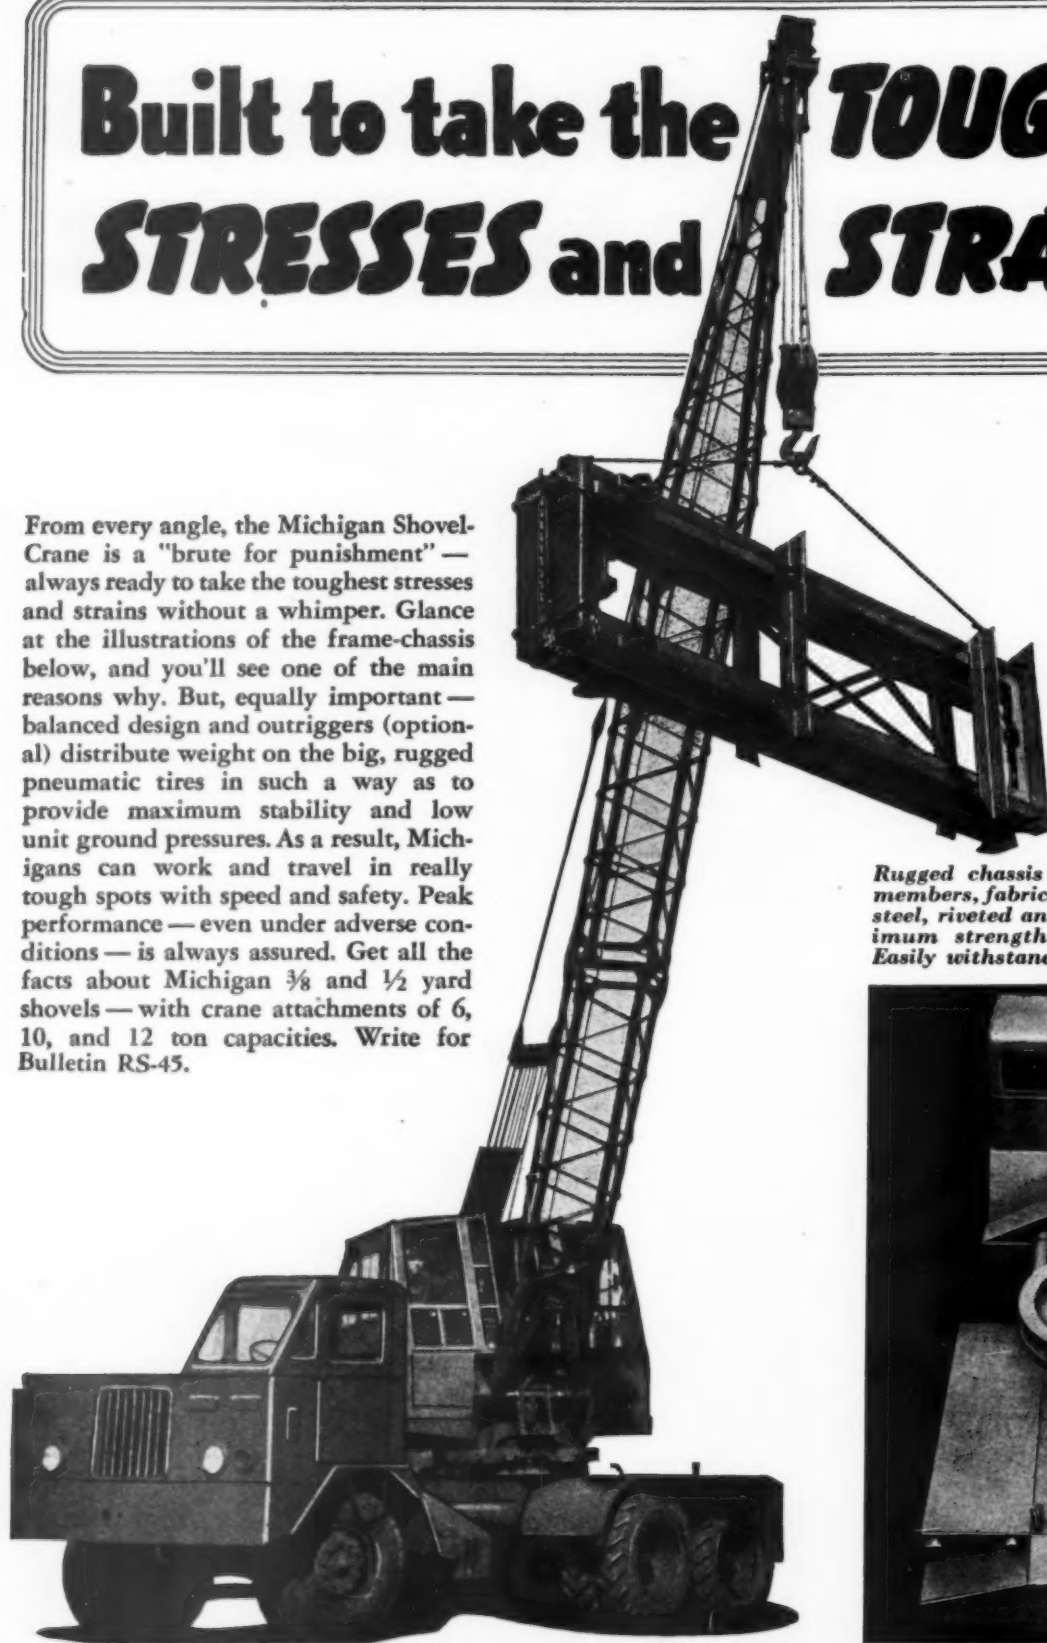 Built to take the TOUG
STRESSES and STRA
From every angle, the Michigan Shovel-
Crane is a "brute for punishment" —
always ready to take the toughest stresses
and strains without a whimper. Glance
at the illustrations of the frame-chassis
below, and you'll see one of the main
reasons why. But, equally important —
balanced design and outriggers (option-
al) distribute weight on the big, rugged
pneumatic tires in such a way as to
provide maximum stability and low
unit ground pressures. As a result, Mich-
igans can work and travel in really
tough spots with speed and safety. Peak
performance — even under adverse con-
ditions — is always assured. Get all the
facts about Michigan ⅜ and ½ yard
shovels — with crane attachments of 6,
10, and 12 ton capacities. Write for
Bulletin RS-45.
Rugged chassis
members, fabric
steel, riveted an
imum strength
Easily withstand